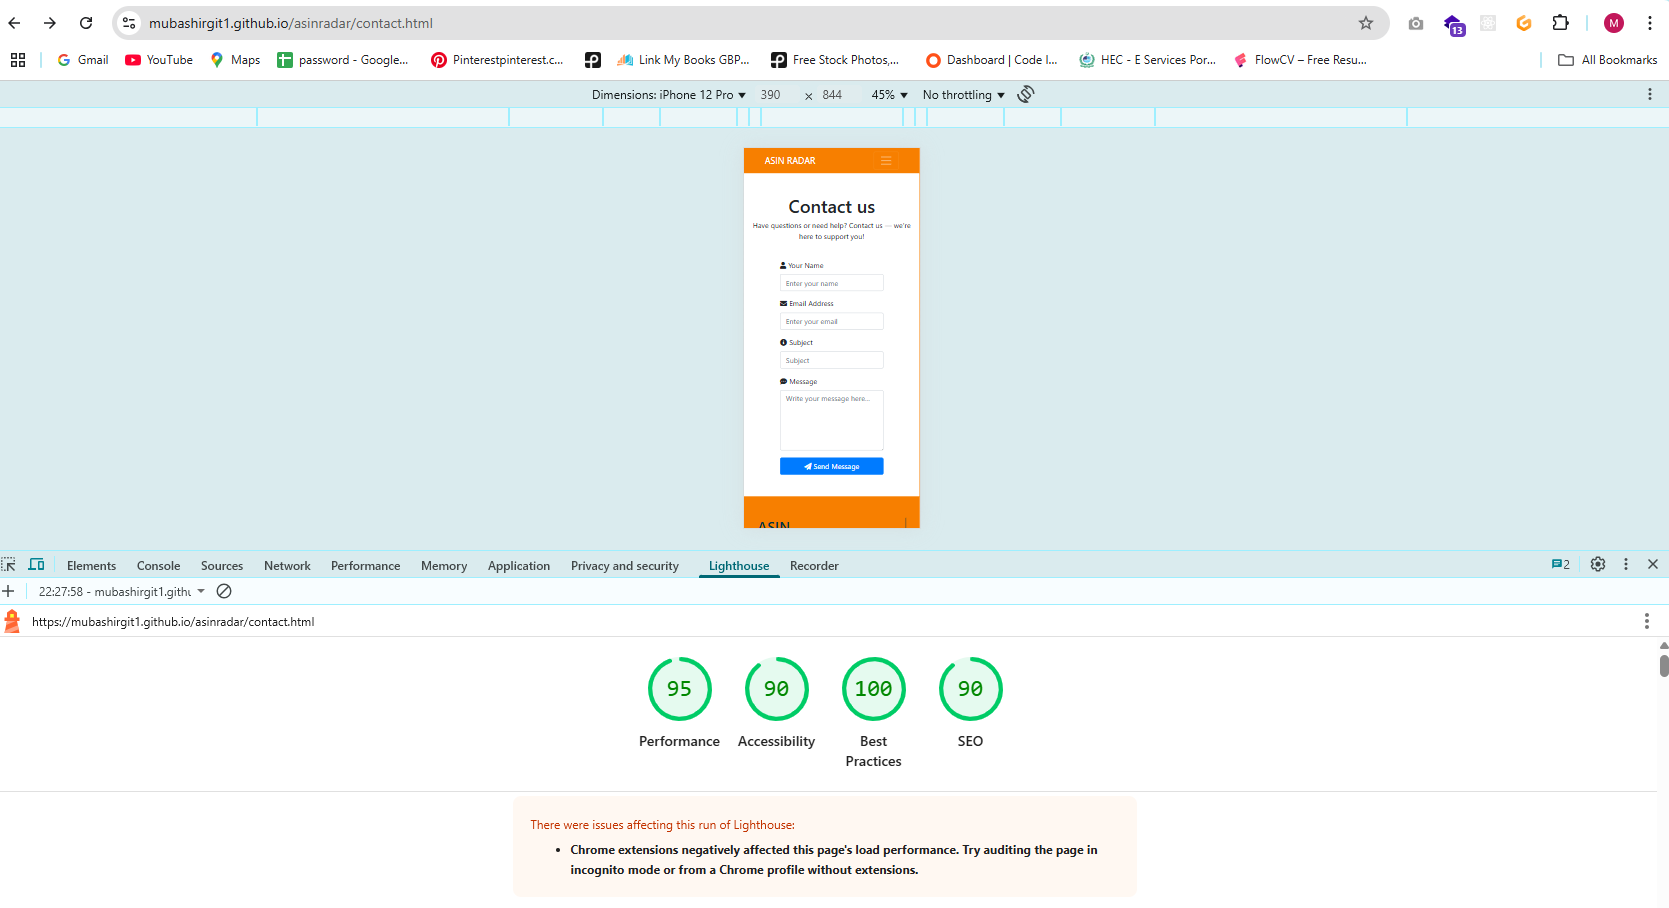 mubashirgit1.github.io/asinradar/contact.html
13
M
Gmail
YouTube
Maps
password - Google...
Pinterestpinterest.c...
Link My Books GBP...
Free Stock Photos,...
Dashboard | Code I...
HEC - E Services Por...
FlowCV – Free Resu...
All Bookmarks
Dimensions: iPhone 12 Pro
390
×
844
45%
No throttling
ASIN RADAR
Contact us
Have questions or need help? Contact us — we're
here to support you!
Your Name
Enter your name
Email Address
Enter your email
Subject
Subject
Message
Write your message here...
Send Message
ASIN
Elements
Console
Sources
Network
Performance
Memory
Application
Privacy and security
Lighthouse
Recorder
2
22:27:58 - mubashirgit1.githu
https://mubashirgit1.github.io/asinradar/contact.html
95
90
100
90
Performance
Accessibility
Best
Practices
SEO
There were issues affecting this run of Lighthouse:
• Chrome extensions negatively affected this page's load performance. Try auditing the page in
incognito mode or from a Chrome profile without extensions.